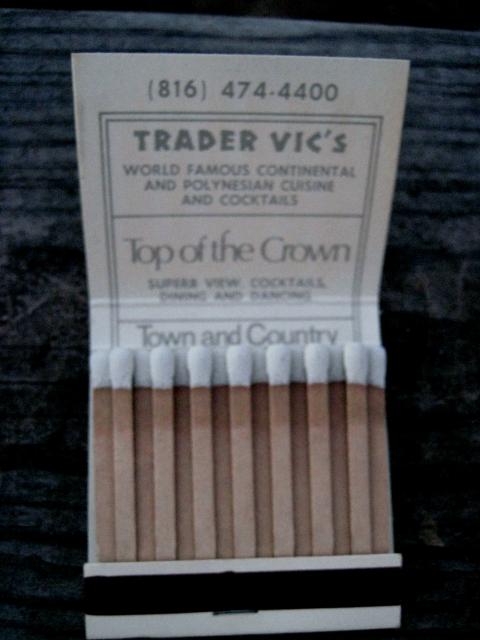 (816) 474-4400
TRADER VIC'S
WORLD FAMOUS CONTINENTAL
AND POLYNESIAN CUISINE
AND COCKTAILS
Top of the Crown
SUPERB VIEW, COCKTAILS,
DINING AND DANCING
Town and Country